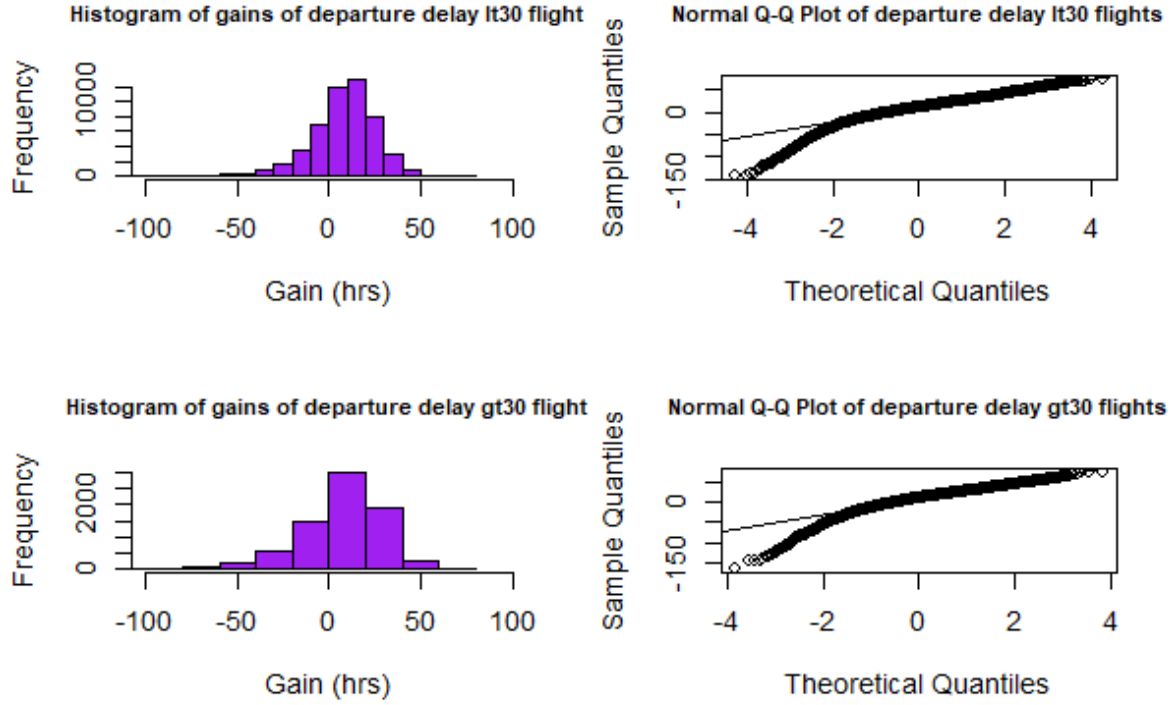 Histogram of gains of departure delay lt30 flight
Frequency
10000
0
-100 -50 0 50 100
Gain (hrs)
Normal Q-Q Plot of departure delay lt30 flights
Sample Quantiles
0
-150
-4 -2 0 2 4
Theoretical Quantiles
Histogram of gains of departure delay gt30 flight
Frequency
2000
0
-100 -50 0 50 100
Gain (hrs)
Normal Q-Q Plot of departure delay gt30 flights
Sample Quantiles
0
-150
-4 -2 0 2 4
Theoretical Quantiles